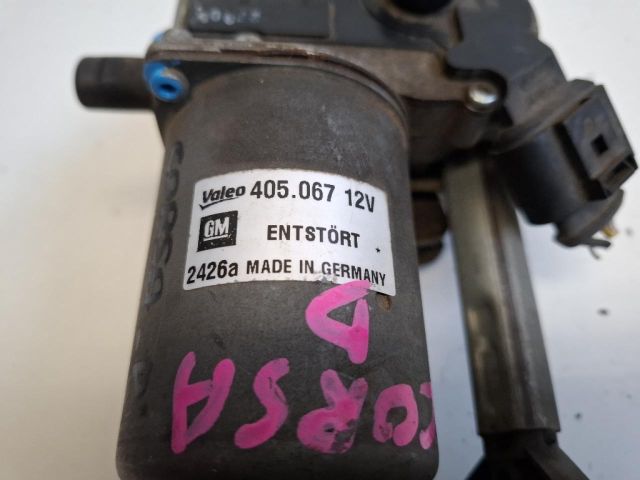 Valeo 405.067 12V
GM ENTSTÖRT
2426a MADE IN GERMANY
CORSA
D